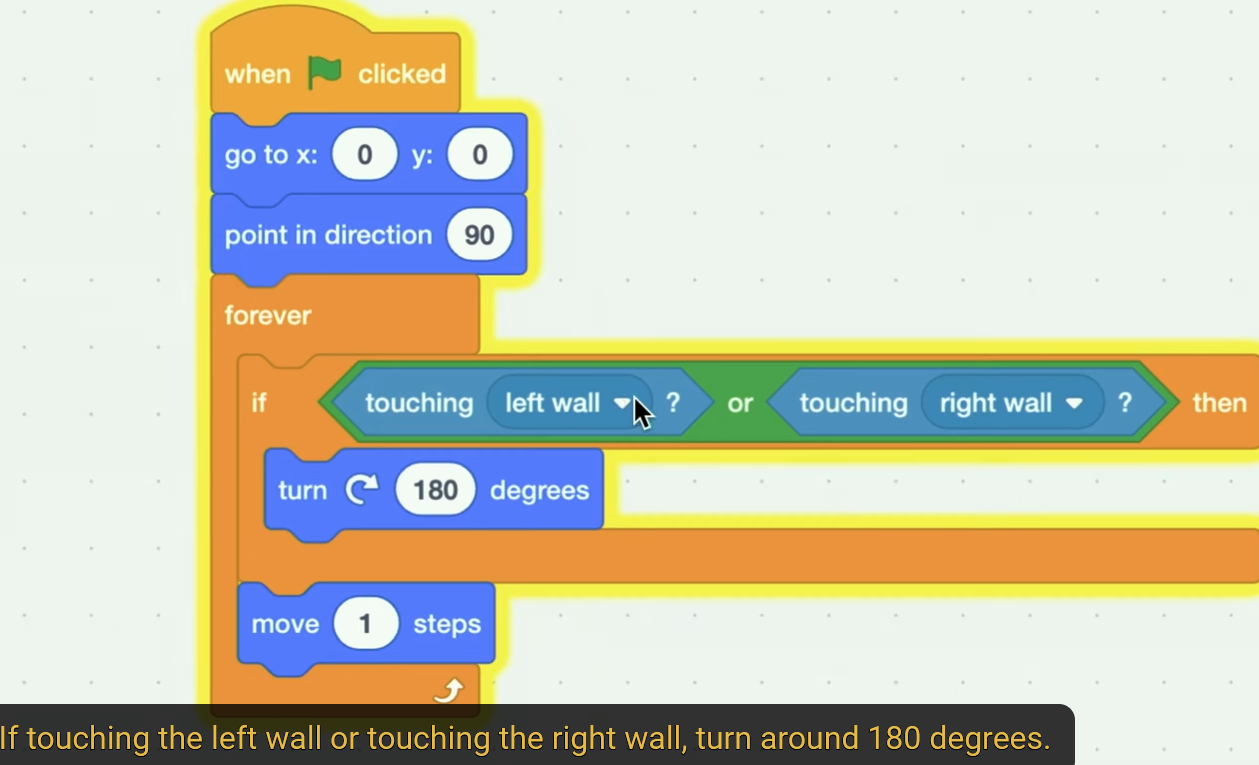 when clicked
go to x: 0 y: 0
point in direction 90
forever
if touching left wall ? or touching right wall ? then
turn 180 degrees
move 1 steps
If touching the left wall or touching the right wall, turn around 180 degrees.